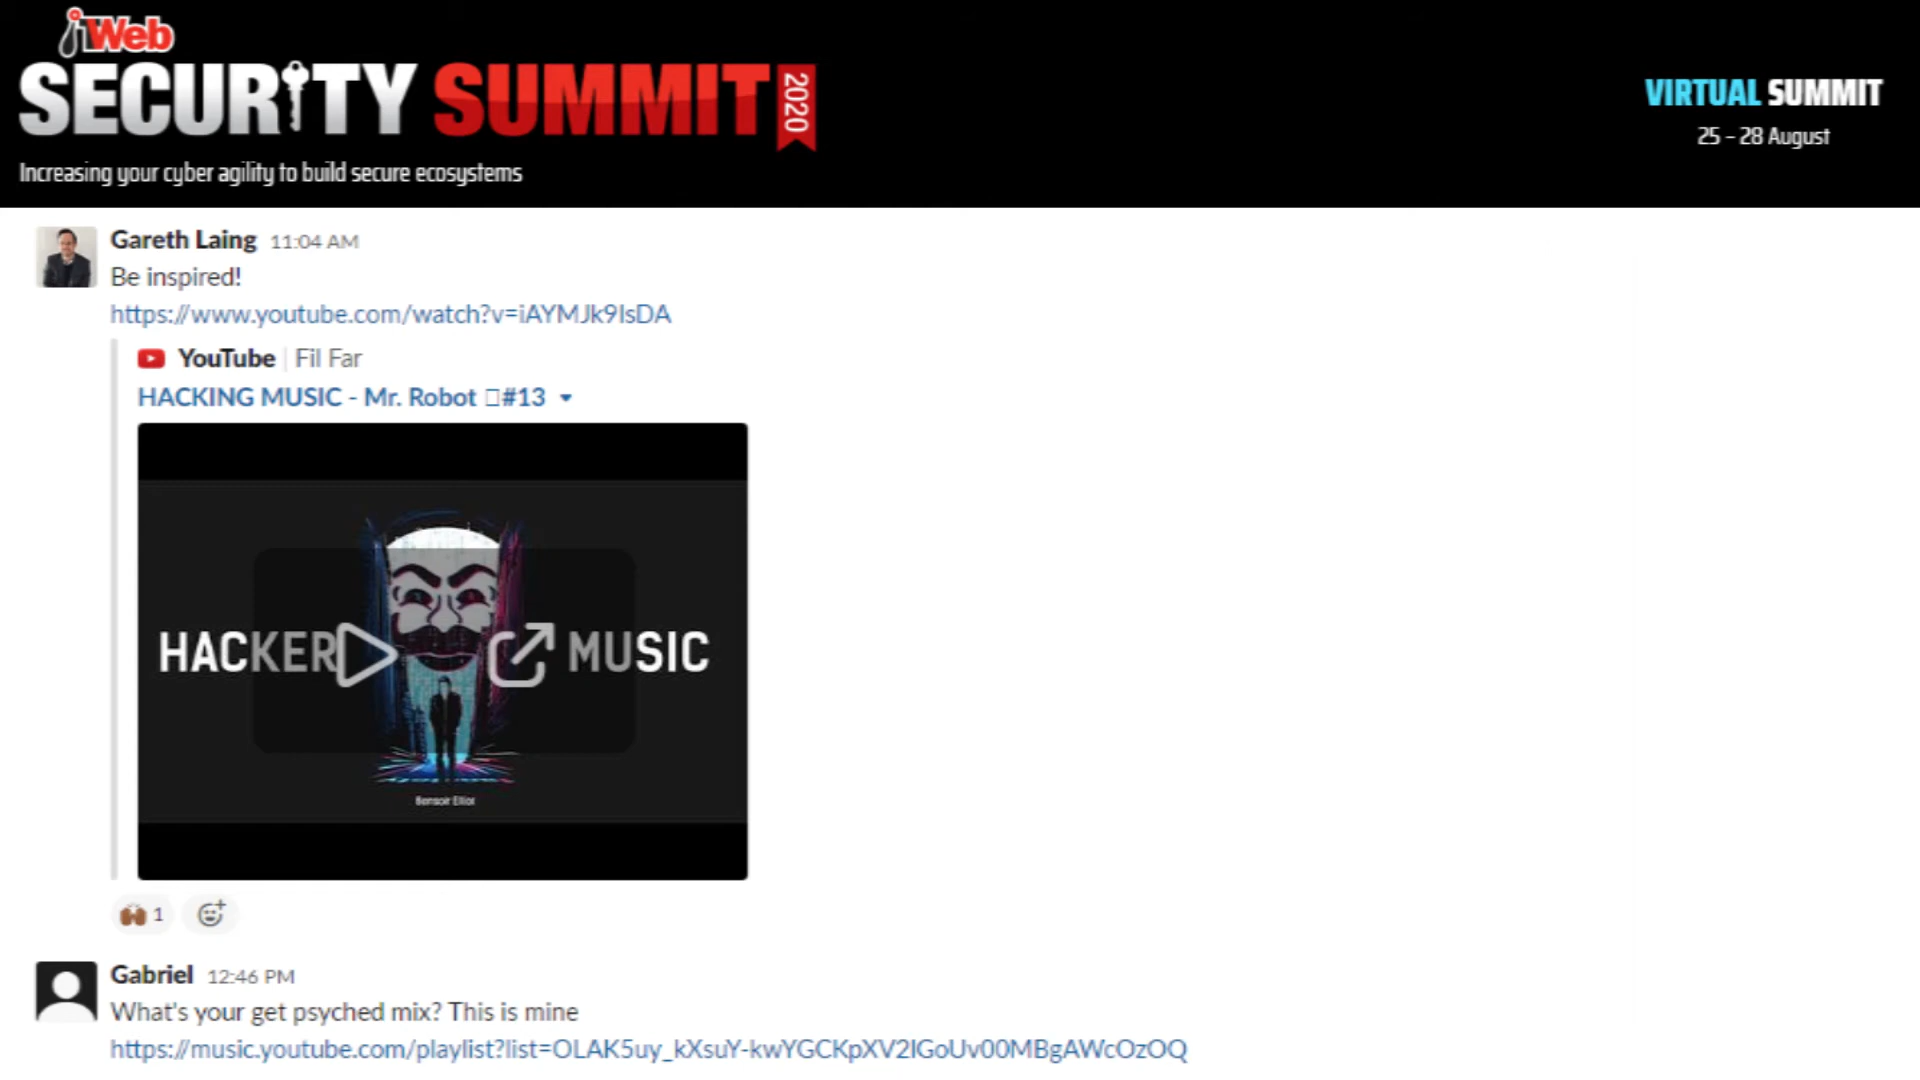 iTWeb
SECURITY SUMMIT 2020
Increasing your cyber agility to build secure ecosystems
VIRTUAL SUMMIT
25 – 28 August
Gareth Laing 11:04 AM
Be inspired!
https://www.youtube.com/watch?v=iAYMJk9IsDA
YouTube | Fil Far
HACKING MUSIC - Mr. Robot #13
HACKER MUSIC
Bonsoir Elliot
1
Gabriel 12:46 PM
What's your get psyched mix? This is mine
https://music.youtube.com/playlist?list=OLAK5uy_kXsuY-kwYGCKpXV2IGoUv00MBgAWcOzOQ